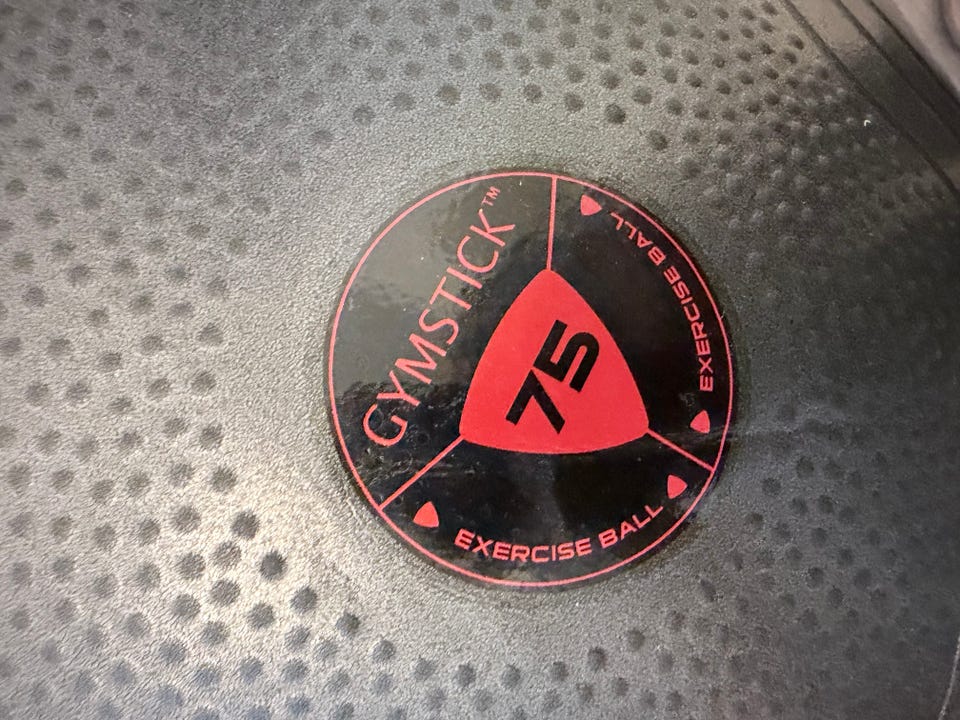 GYMSTICK™
75
EXERCISE BALL
EXERCISE BALL